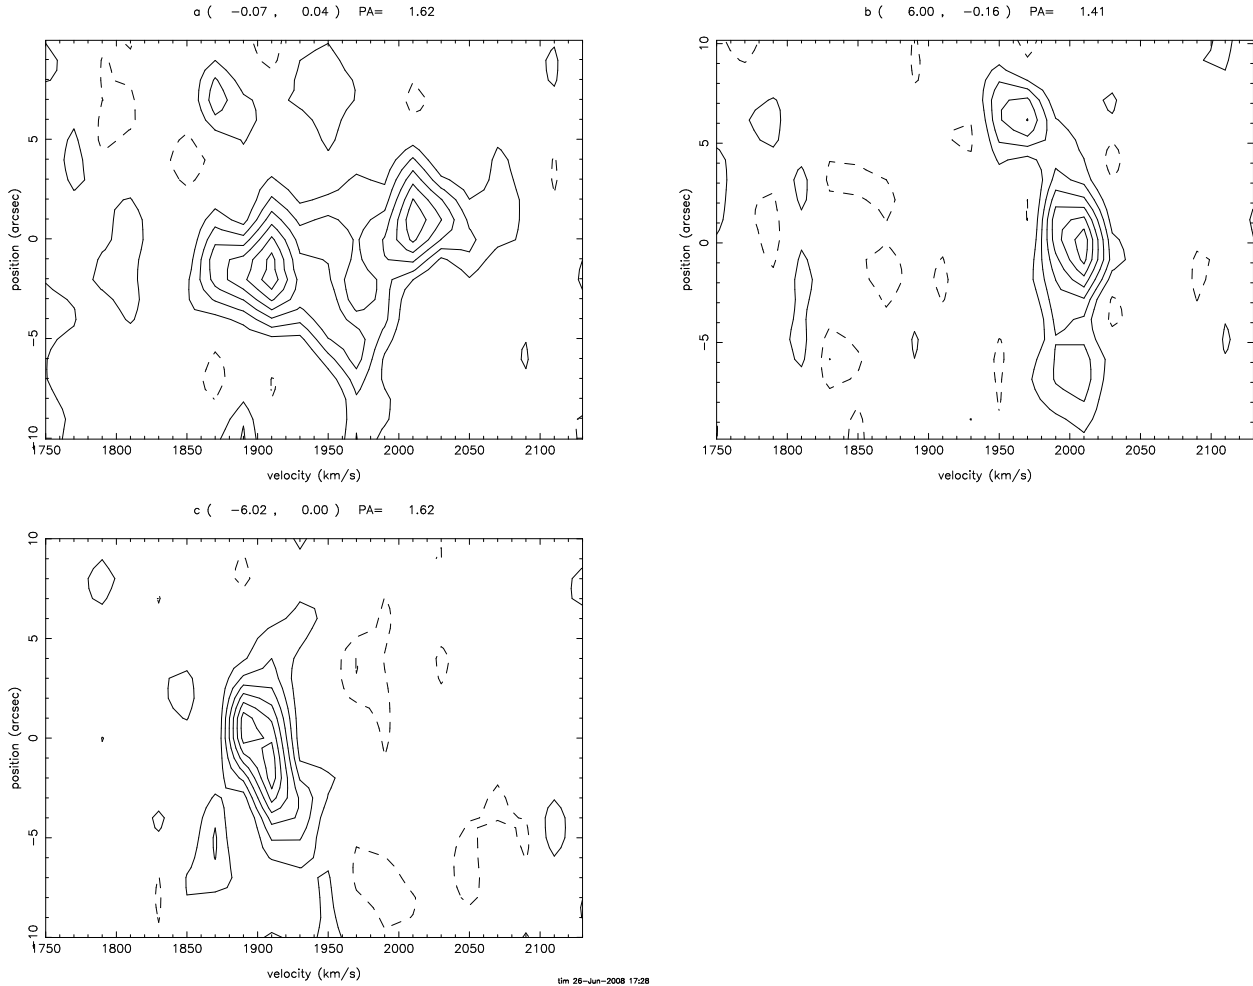 a ( −0.07 , 0.04 ) PA= 1.62
b ( 6.00 , −0.16 ) PA= 1.41
position (arcsec)
5
0
−5
−10
1750 1800 1850 1900 1950 2000 2050 2100
velocity (km/s)
position (arcsec)
10
5
0
−5
1750 1800 1850 1900 1950 2000 2050 2100
velocity (km/s)
c ( −6.02 , 0.00 ) PA= 1.62
position (arcsec)
10
5
0
−5
−10
1750 1800 1850 1900 1950 2000 2050 2100
velocity (km/s)
tim 26−Jun−2008 17:28